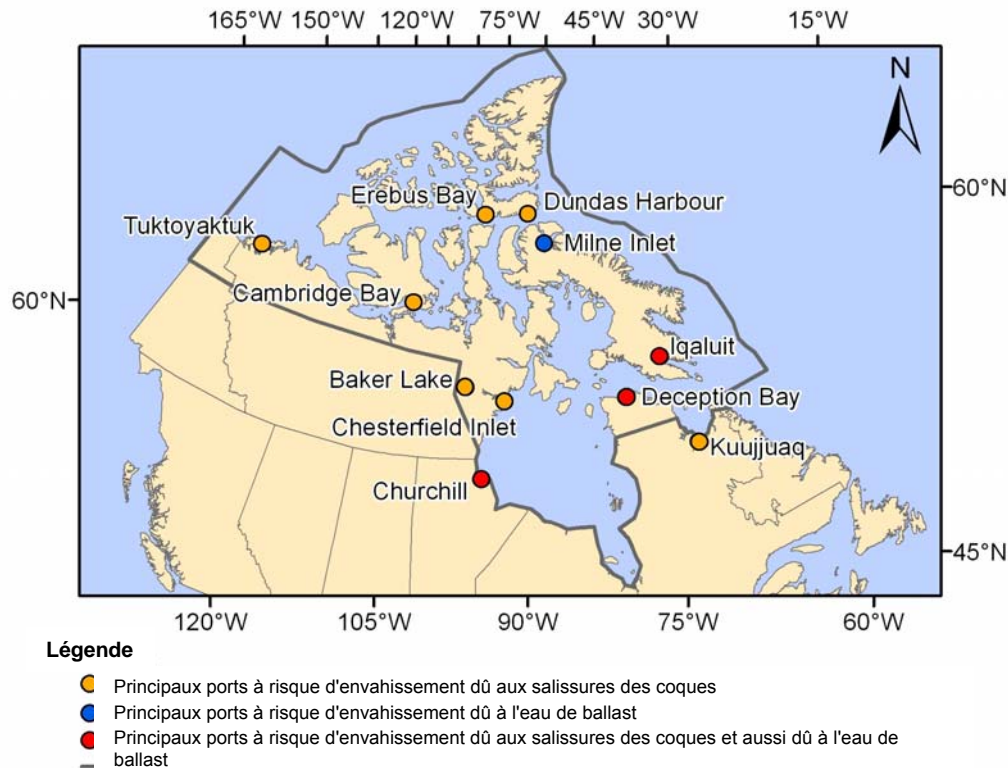 165°W 150°W 135°W 120°W 105°W 75°W 60°W 45°W 30°W 15°W
N
60°N
Erebus Bay
Dundas Harbour
Tuktoyaktuk
Milne Inlet
Cambridge Bay
60°N
Iqaluit
Baker Lake
Deception Bay
Chesterfield Inlet
Kuujjuaq
Churchill
45°N
120°W 105°W 90°W 75°W 60°W
Légende
Principaux ports à risque d'envahissement dû aux salissures des coques
Principaux ports à risque d'envahissement dû à l'eau de ballast
Principaux ports à risque d'envahissement dû aux salissures des coques et aussi dû à l'eau de
ballast